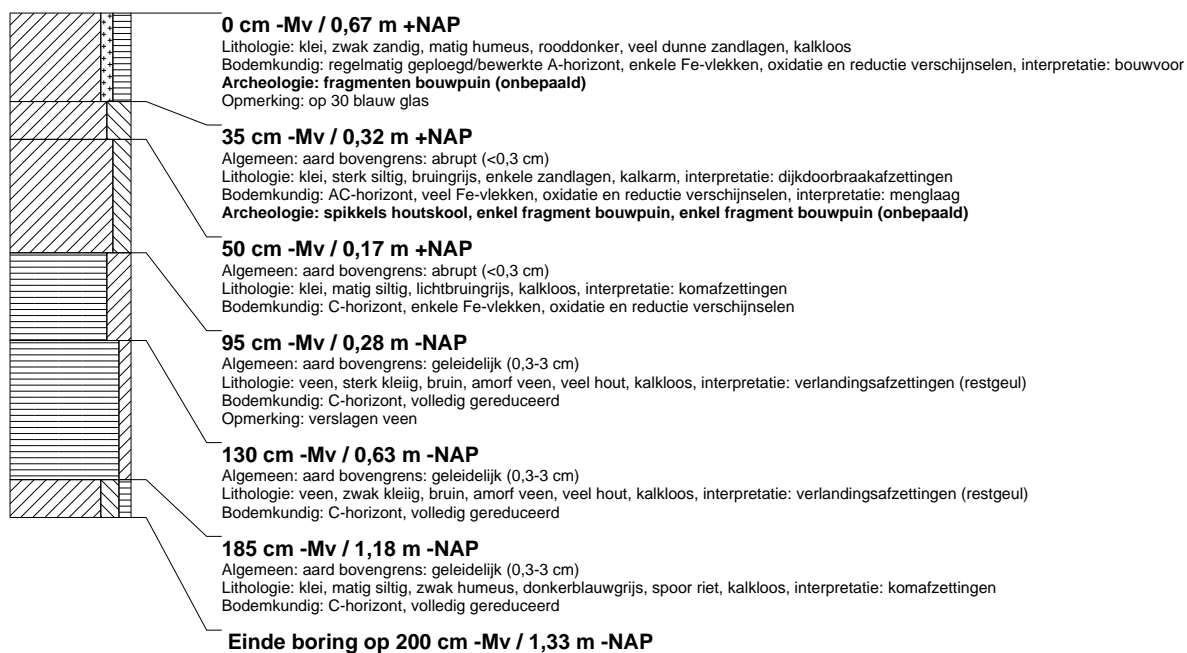 0 cm -Mv / 0,67 m +NAP
Lithologie: klei, zwak zandig, matig humeus, rooddonker, veel dunne zandlagen, kalkloos
Bodemkundig: regelmatig geploegd/bewerkte A-horizont, enkele Fe-vlekken, oxidatie en reductie verschijnselen, interpretatie: bouwvoor
Archeologie: fragmenten bouwpuin (onbepaald)
Opmerking: op 30 blauw glas
35 cm -Mv / 0,32 m +NAP
Algemeen: aard bovengrens: abrupt (<0,3 cm)
Lithologie: klei, sterk siltig, bruingrijs, enkele zandlagen, kalkarm, interpretatie: dijkdoorbraakafzettingen
Bodemkundig: AC-horizont, veel Fe-vlekken, oxidatie en reductie verschijnselen, interpretatie: menglaag
Archeologie: spikkels houtskool, enkel fragment bouwpuin, enkel fragment bouwpuin (onbepaald)
50 cm -Mv / 0,17 m +NAP
Algemeen: aard bovengrens: abrupt (<0,3 cm)
Lithologie: klei, matig siltig, lichtbruingrijs, kalkloos, interpretatie: komafzettingen
Bodemkundig: C-horizont, enkele Fe-vlekken, oxidatie en reductie verschijnselen
95 cm -Mv / 0,28 m -NAP
Algemeen: aard bovengrens: geleidelijk (0,3-3 cm)
Lithologie: veen, sterk kleiig, bruin, amorf veen, veel hout, kalkloos, interpretatie: verlandingsafzettingen (restgeul)
Bodemkundig: C-horizont, volledig gereduceerd
Opmerking: verslagen veen
130 cm -Mv / 0,63 m -NAP
Algemeen: aard bovengrens: geleidelijk (0,3-3 cm)
Lithologie: veen, zwak kleiig, bruin, amorf veen, veel hout, kalkloos, interpretatie: verlandingsafzettingen (restgeul)
Bodemkundig: C-horizont, volledig gereduceerd
185 cm -Mv / 1,18 m -NAP
Algemeen: aard bovengrens: geleidelijk (0,3-3 cm)
Lithologie: klei, matig siltig, zwak humeus, donkerblauwgrijs, spoor riet, kalkloos, interpretatie: komafzettingen
Bodemkundig: C-horizont, volledig gereduceerd
Einde boring op 200 cm -Mv / 1,33 m -NAP